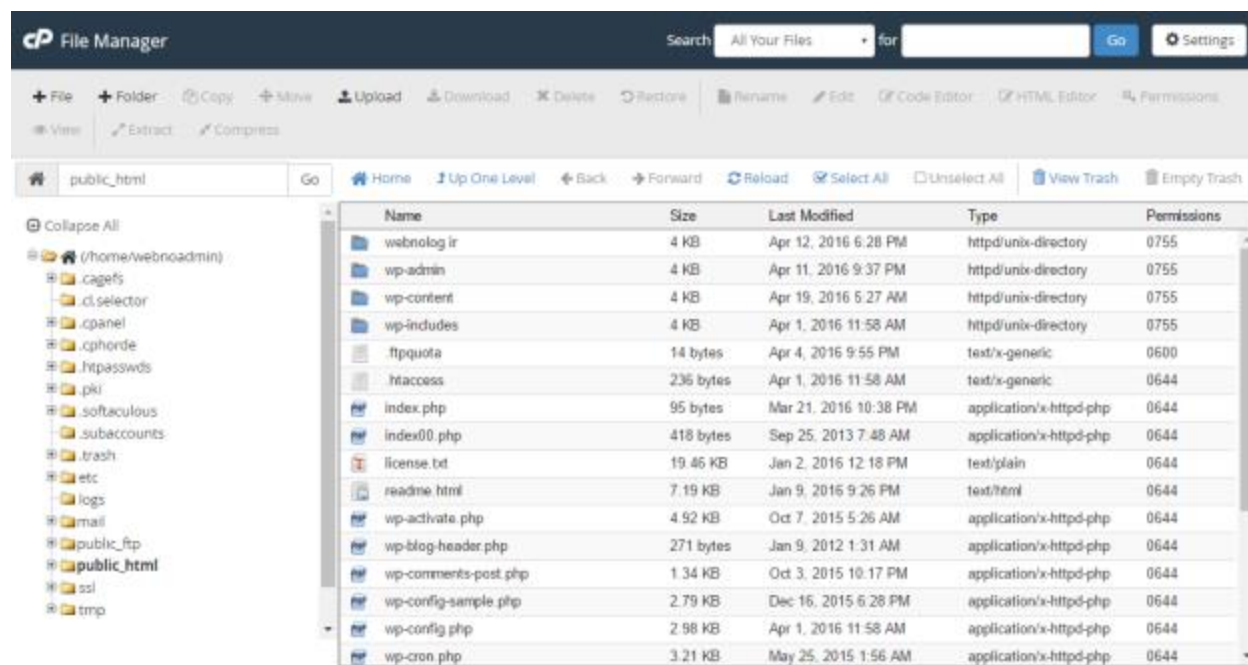 cP File Manager
Search All Your Files for Go Settings
File Folder Copy Move Upload Download Delete Restore Rename Edit Code Editor HTML Editor Permissions
View Extract Compress
public_html Go Home Up One Level Back Forward Reload Select All Unselect All View Trash Empty Trash
Collapse All
(/home/webnoadmin)
.cagefs
.cl.selector
.cpanel
.cphorde
.htpasswds
.pki
.softaculous
.subaccounts
.trash
etc
logs
mail
public_ftp
public_html
ssl
tmp
Name Size Last Modified Type Permissions
webnolog.ir 4 KB Apr 12, 2016 6:28 PM httpd/unix-directory 0755
wp-admin 4 KB Apr 11, 2016 9:37 PM httpd/unix-directory 0755
wp-content 4 KB Apr 19, 2016 5:27 AM httpd/unix-directory 0755
wp-includes 4 KB Apr 1, 2016 11:58 AM httpd/unix-directory 0755
.ftpquota 14 bytes Apr 4, 2016 9:55 PM text/x-generic 0600
.htaccess 236 bytes Apr 1, 2016 11:58 AM text/x-generic 0644
index.php 95 bytes Mar 21, 2016 10:38 PM application/x-httpd-php 0644
index00.php 418 bytes Sep 25, 2013 7:48 AM application/x-httpd-php 0644
license.txt 19.46 KB Jan 2, 2016 12:18 PM text/plain 0644
readme.html 7.19 KB Jan 9, 2016 9:26 PM text/html 0644
wp-activate.php 4.92 KB Oct 7, 2015 5:26 AM application/x-httpd-php 0644
wp-blog-header.php 271 bytes Jan 9, 2012 1:31 AM application/x-httpd-php 0644
wp-comments-post.php 1.34 KB Oct 3, 2015 10:17 PM application/x-httpd-php 0644
wp-config-sample.php 2.79 KB Dec 16, 2015 6:28 PM application/x-httpd-php 0644
wp-config.php 2.98 KB Apr 1, 2016 11:58 AM application/x-httpd-php 0644
wp-cron.php 3.21 KB May 25, 2015 1:56 AM application/x-httpd-php 0644